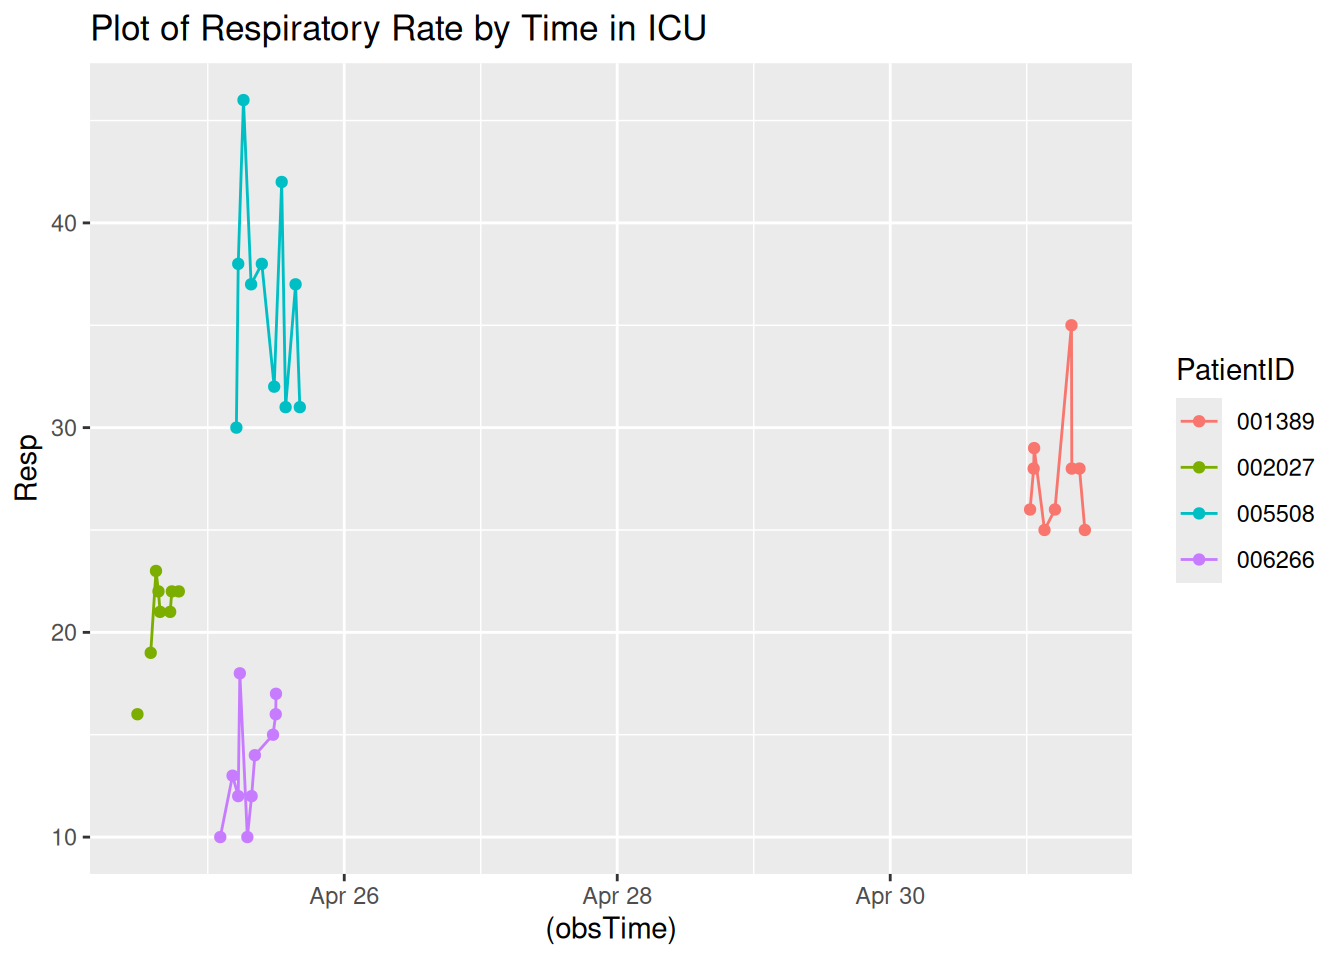 Plot of Respiratory Rate by Time in ICU
Resp
40
30
20
10
Apr 26
Apr 28
Apr 30
(obsTime)
PatientID
001389
002027
005508
006266